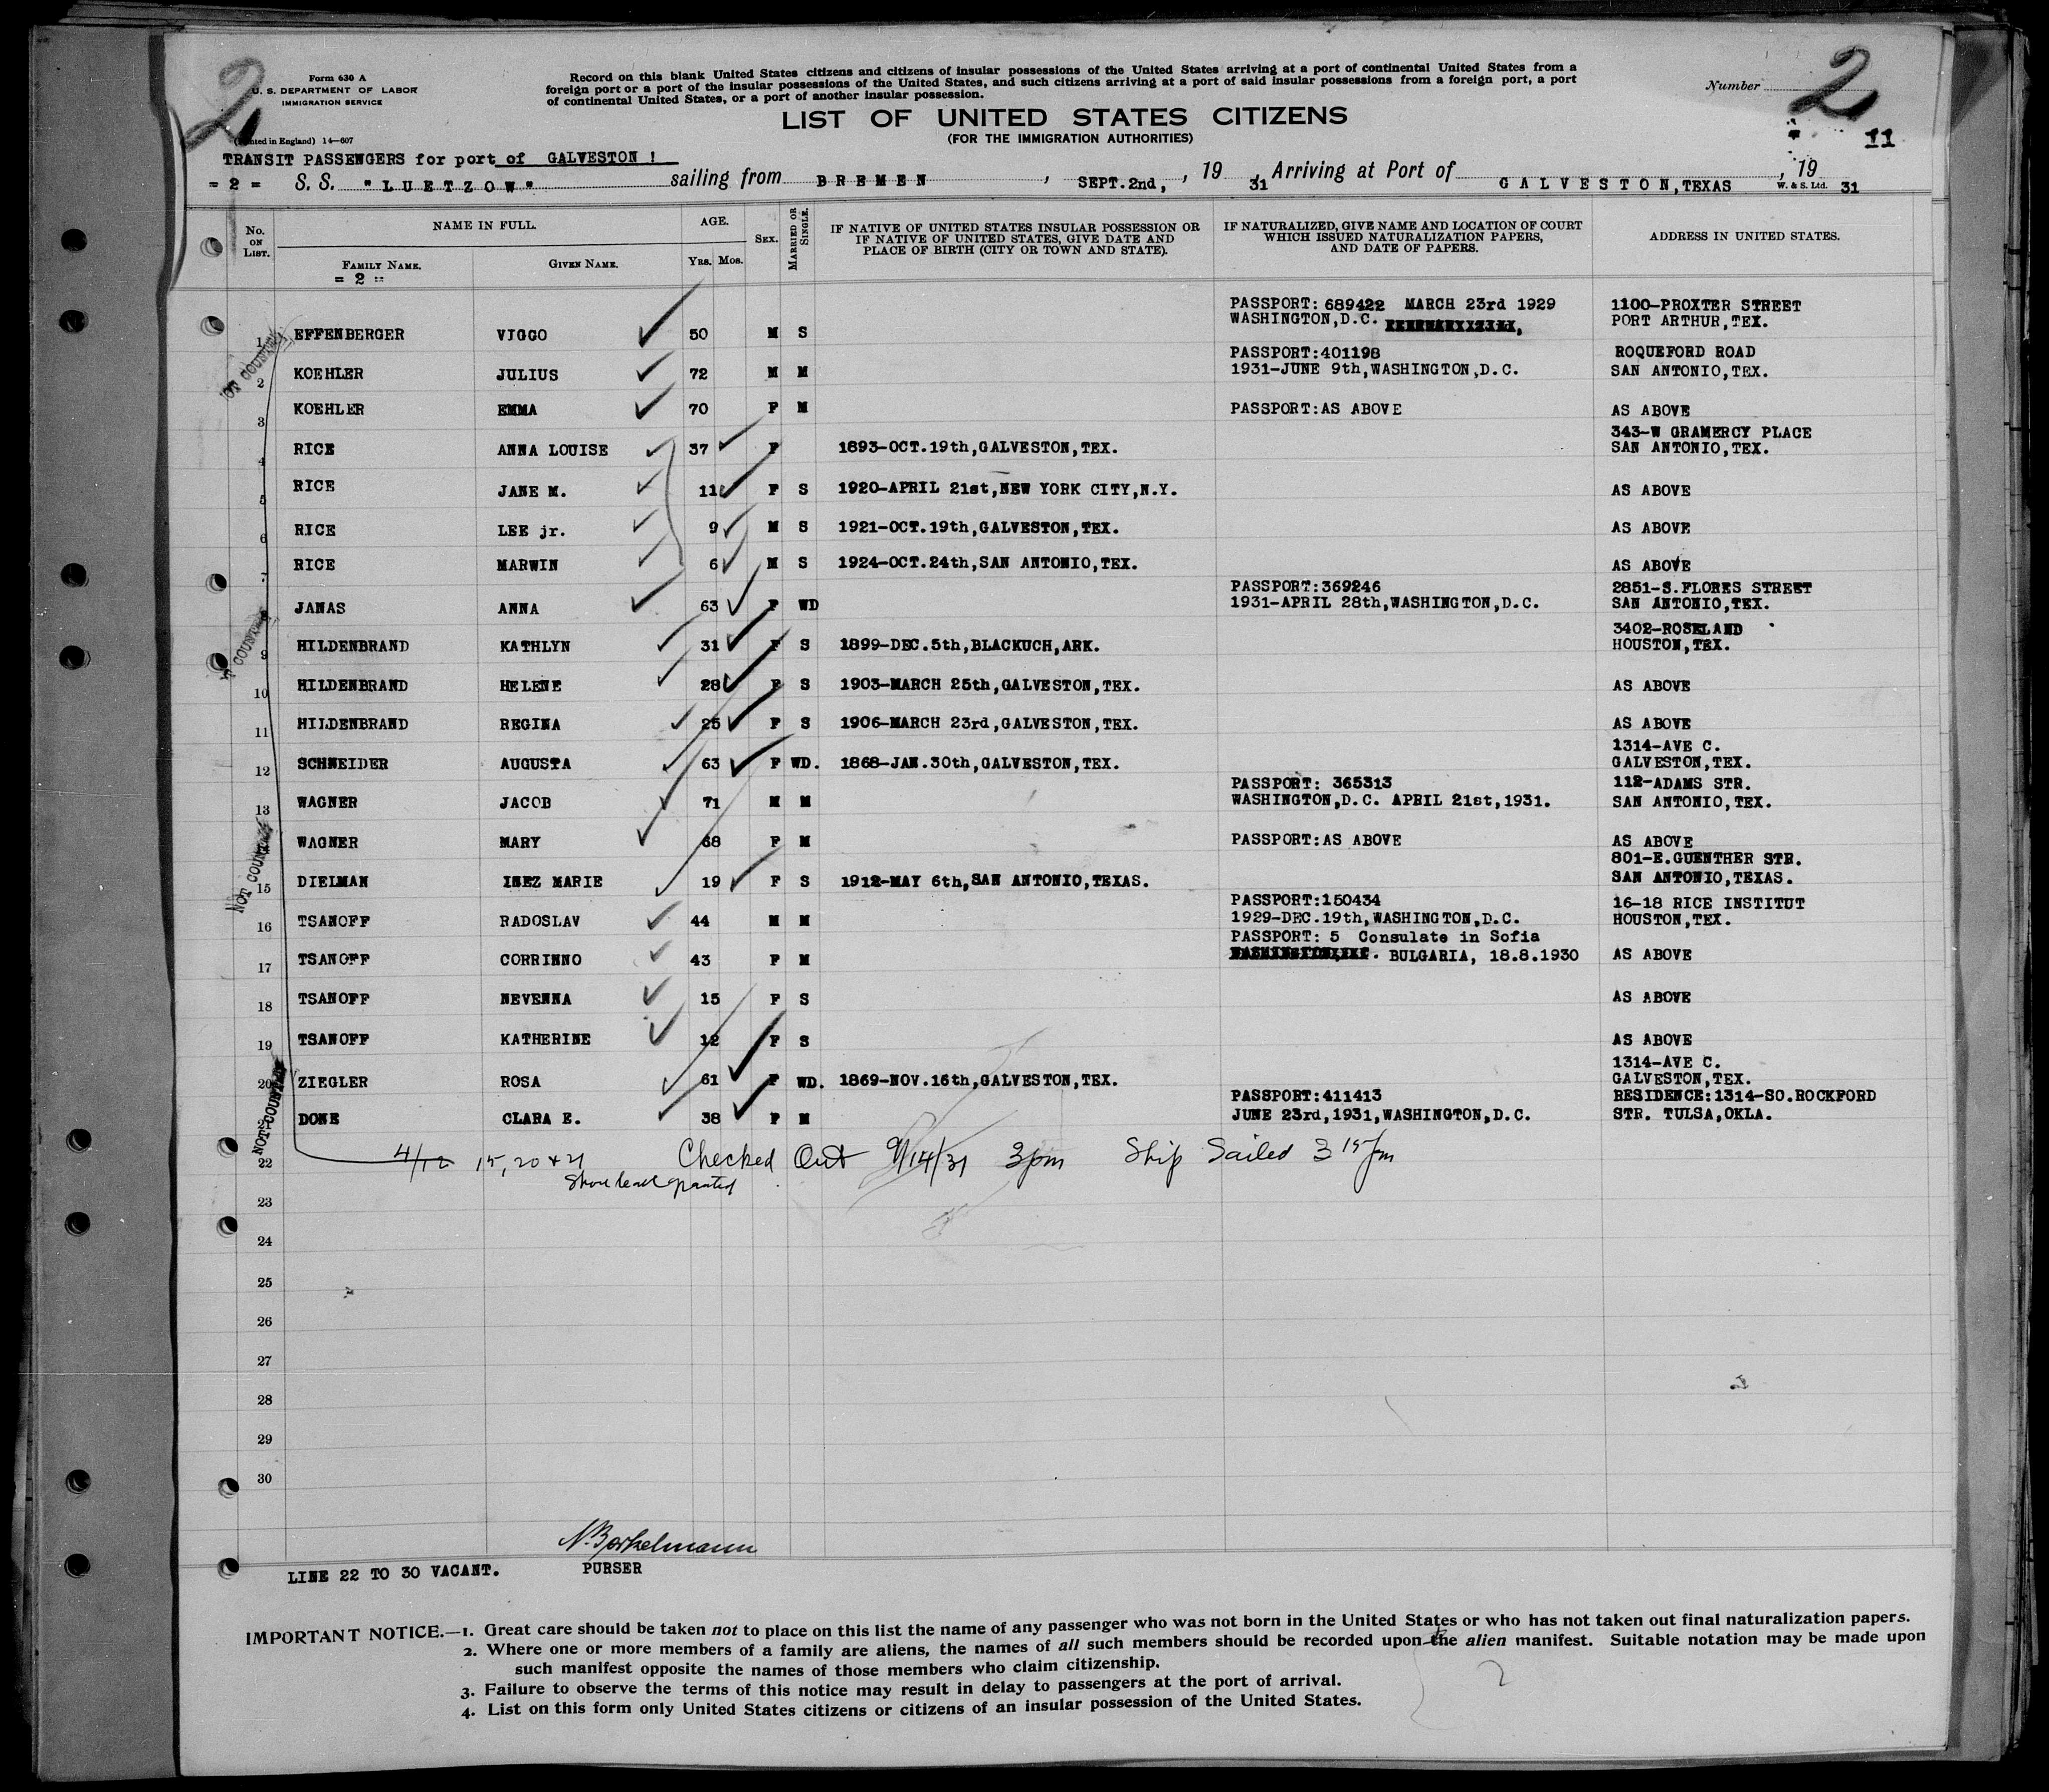 2
2
Form 630 A
U. S. DEPARTMENT OF LABOR
IMMIGRATION SERVICE
(Printed in England) 14—607
Record on this blank United States citizens and citizens of insular possessions of the United States arriving at a port of continental United States from a
foreign port or a port of the insular possessions of the United States, and such citizens arriving at a port of said insular possessions from a foreign port, a port
of continental United States, or a port of another insular possession.
Number
LIST OF UNITED STATES CITIZENS
(FOR THE IMMIGRATION AUTHORITIES)
11
TRANSIT PASSENGERS for port of GALVESTON !
= 2 = S. S. "LUETZOW" sailing from BREMEN, SEPT.2nd, , 19 31, Arriving at Port of GALVESTON, TEXAS, 19 31
W. & S. Ltd.
No. ON LIST. NAME IN FULL. AGE. SEX. MARRIED OR SINGLE. IF NATIVE OF UNITED STATES INSULAR POSSESSION OR IF NATIVE OF UNITED STATES, GIVE DATE AND PLACE OF BIRTH (CITY OR TOWN AND STATE). IF NATURALIZED, GIVE NAME AND LOCATION OF COURT WHICH ISSUED NATURALIZATION PAPERS, AND DATE OF PAPERS. ADDRESS IN UNITED STATES.
FAMILY NAME. GIVEN NAME. YRS. MOS.
= 2 =
PASSPORT: 689422 MARCH 23rd 1929 1100-PROXTER STREET
WASHINGTON,D.C. PORT ARTHUR,TEX.
1 EFFENBERGER VIGGO 50 M S
PASSPORT:401198 ROQUEFORD ROAD
2 KOEHLER JULIUS 72 M M 1931-JUNE 9th,WASHINGTON,D.C. SAN ANTONIO,TEX.
3 KOEHLER EMMA 70 F M PASSPORT:AS ABOVE AS ABOVE
343-W GRAMERCY PLACE
4 RICE ANNA LOUISE 37 F 1893-OCT.19th,GALVESTON,TEX. SAN ANTONIO,TEX.
5 RICE JANE M. 11 F S 1920-APRIL 21st,NEW YORK CITY,N.Y. AS ABOVE
6 RICE LEE jr. 9 M S 1921-OCT.19th,GALVESTON,TEX. AS ABOVE
7 RICE MARWIN 6 M S 1924-OCT.24th,SAN ANTONIO,TEX. AS ABOVE
PASSPORT:369246 2851-S.FLORES STREET
JANAS ANNA 63 F WD 1931-APRIL 28th,WASHINGTON,D.C. SAN ANTONIO,TEX.
3402-ROSELAND
9 HILDENBRAND KATHLYN 31 F S 1899-DEC.5th,BLACKUCH,ARK. HOUSTON,TEX.
10 HILDENBRAND HELENE 28 F S 1903-MARCH 25th,GALVESTON,TEX. AS ABOVE
11 HILDENBRAND REGINA 25 F S 1906-MARCH 23rd,GALVESTON,TEX. AS ABOVE
1314-AVE C.
12 SCHNEIDER AUGUSTA 63 F WD. 1868-JAN.30th,GALVESTON,TEX. GALVESTON,TEX.
PASSPORT: 365313 112-ADAMS STR.
13 WAGNER JACOB 71 M M WASHINGTON,D.C. APRIL 21st,1931. SAN ANTONIO,TEX.
WAGNER MARY 68 F M PASSPORT:AS ABOVE AS ABOVE
801-E.GUENTHER STR.
15 DIELMAN INEZ MARIE 19 F S 1912-MAY 6th,SAN ANTONIO,TEXAS. SAN ANTONIO,TEXAS.
PASSPORT:150434 16-18 RICE INSTITUT
16 TSANOFF RADOSLAV 44 M M 1929-DEC.19th,WASHINGTON,D.C. HOUSTON,TEX.
PASSPORT: 5 Consulate in Sofia
17 TSANOFF CORRINNO 43 F M BULGARIA, 18.8.1930 AS ABOVE
18 TSANOFF NEVENNA 15 F S AS ABOVE
19 TSANOFF KATHERINE 12 F S AS ABOVE
1314-AVE C.
20 ZIEGLER ROSA 61 F WD. 1869-NOV.16th,GALVESTON,TEX. GALVESTON,TEX.
PASSPORT:411413 RESIDENCE:1314-SO.ROCKFORD
DONE CLARA E. 38 F M JUNE 23rd,1931,WASHINGTON,D.C. STR. TULSA,OKLA.
NOT COUNTED
NOT COUNTED
NOT COUNTED
NOT COUNTED
22 4/12 15, 20 + 21 Checked Out 9/14/31 3pm Ship Sailed 3 15 pm
Shore leave granted
23
24
25
26
27
28
29
30
N. Borkelmann
LINE 22 TO 30 VACANT. PURSER
IMPORTANT NOTICE.—1. Great care should be taken not to place on this list the name of any passenger who was not born in the United States or who has not taken out final naturalization papers.
2. Where one or more members of a family are aliens, the names of all such members should be recorded upon the alien manifest. Suitable notation may be made upon
such manifest opposite the names of those members who claim citizenship.
3. Failure to observe the terms of this notice may result in delay to passengers at the port of arrival.
4. List on this form only United States citizens or citizens of an insular possession of the United States.
2